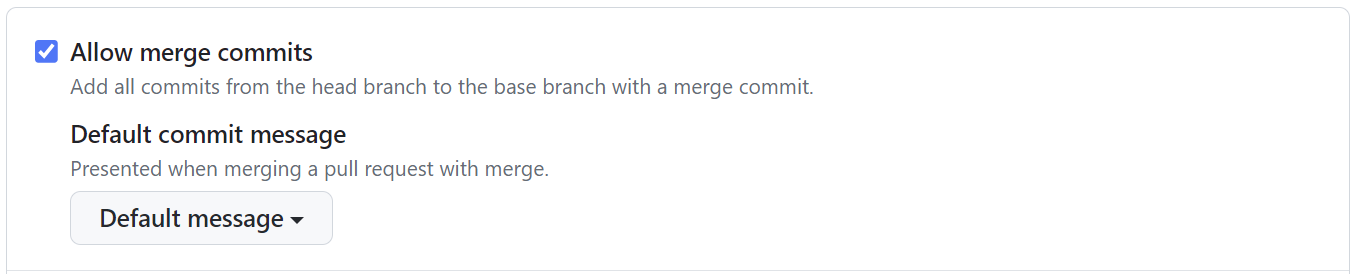 Allow merge commits
Add all commits from the head branch to the base branch with a merge commit.
Default commit message
Presented when merging a pull request with merge.
Default message